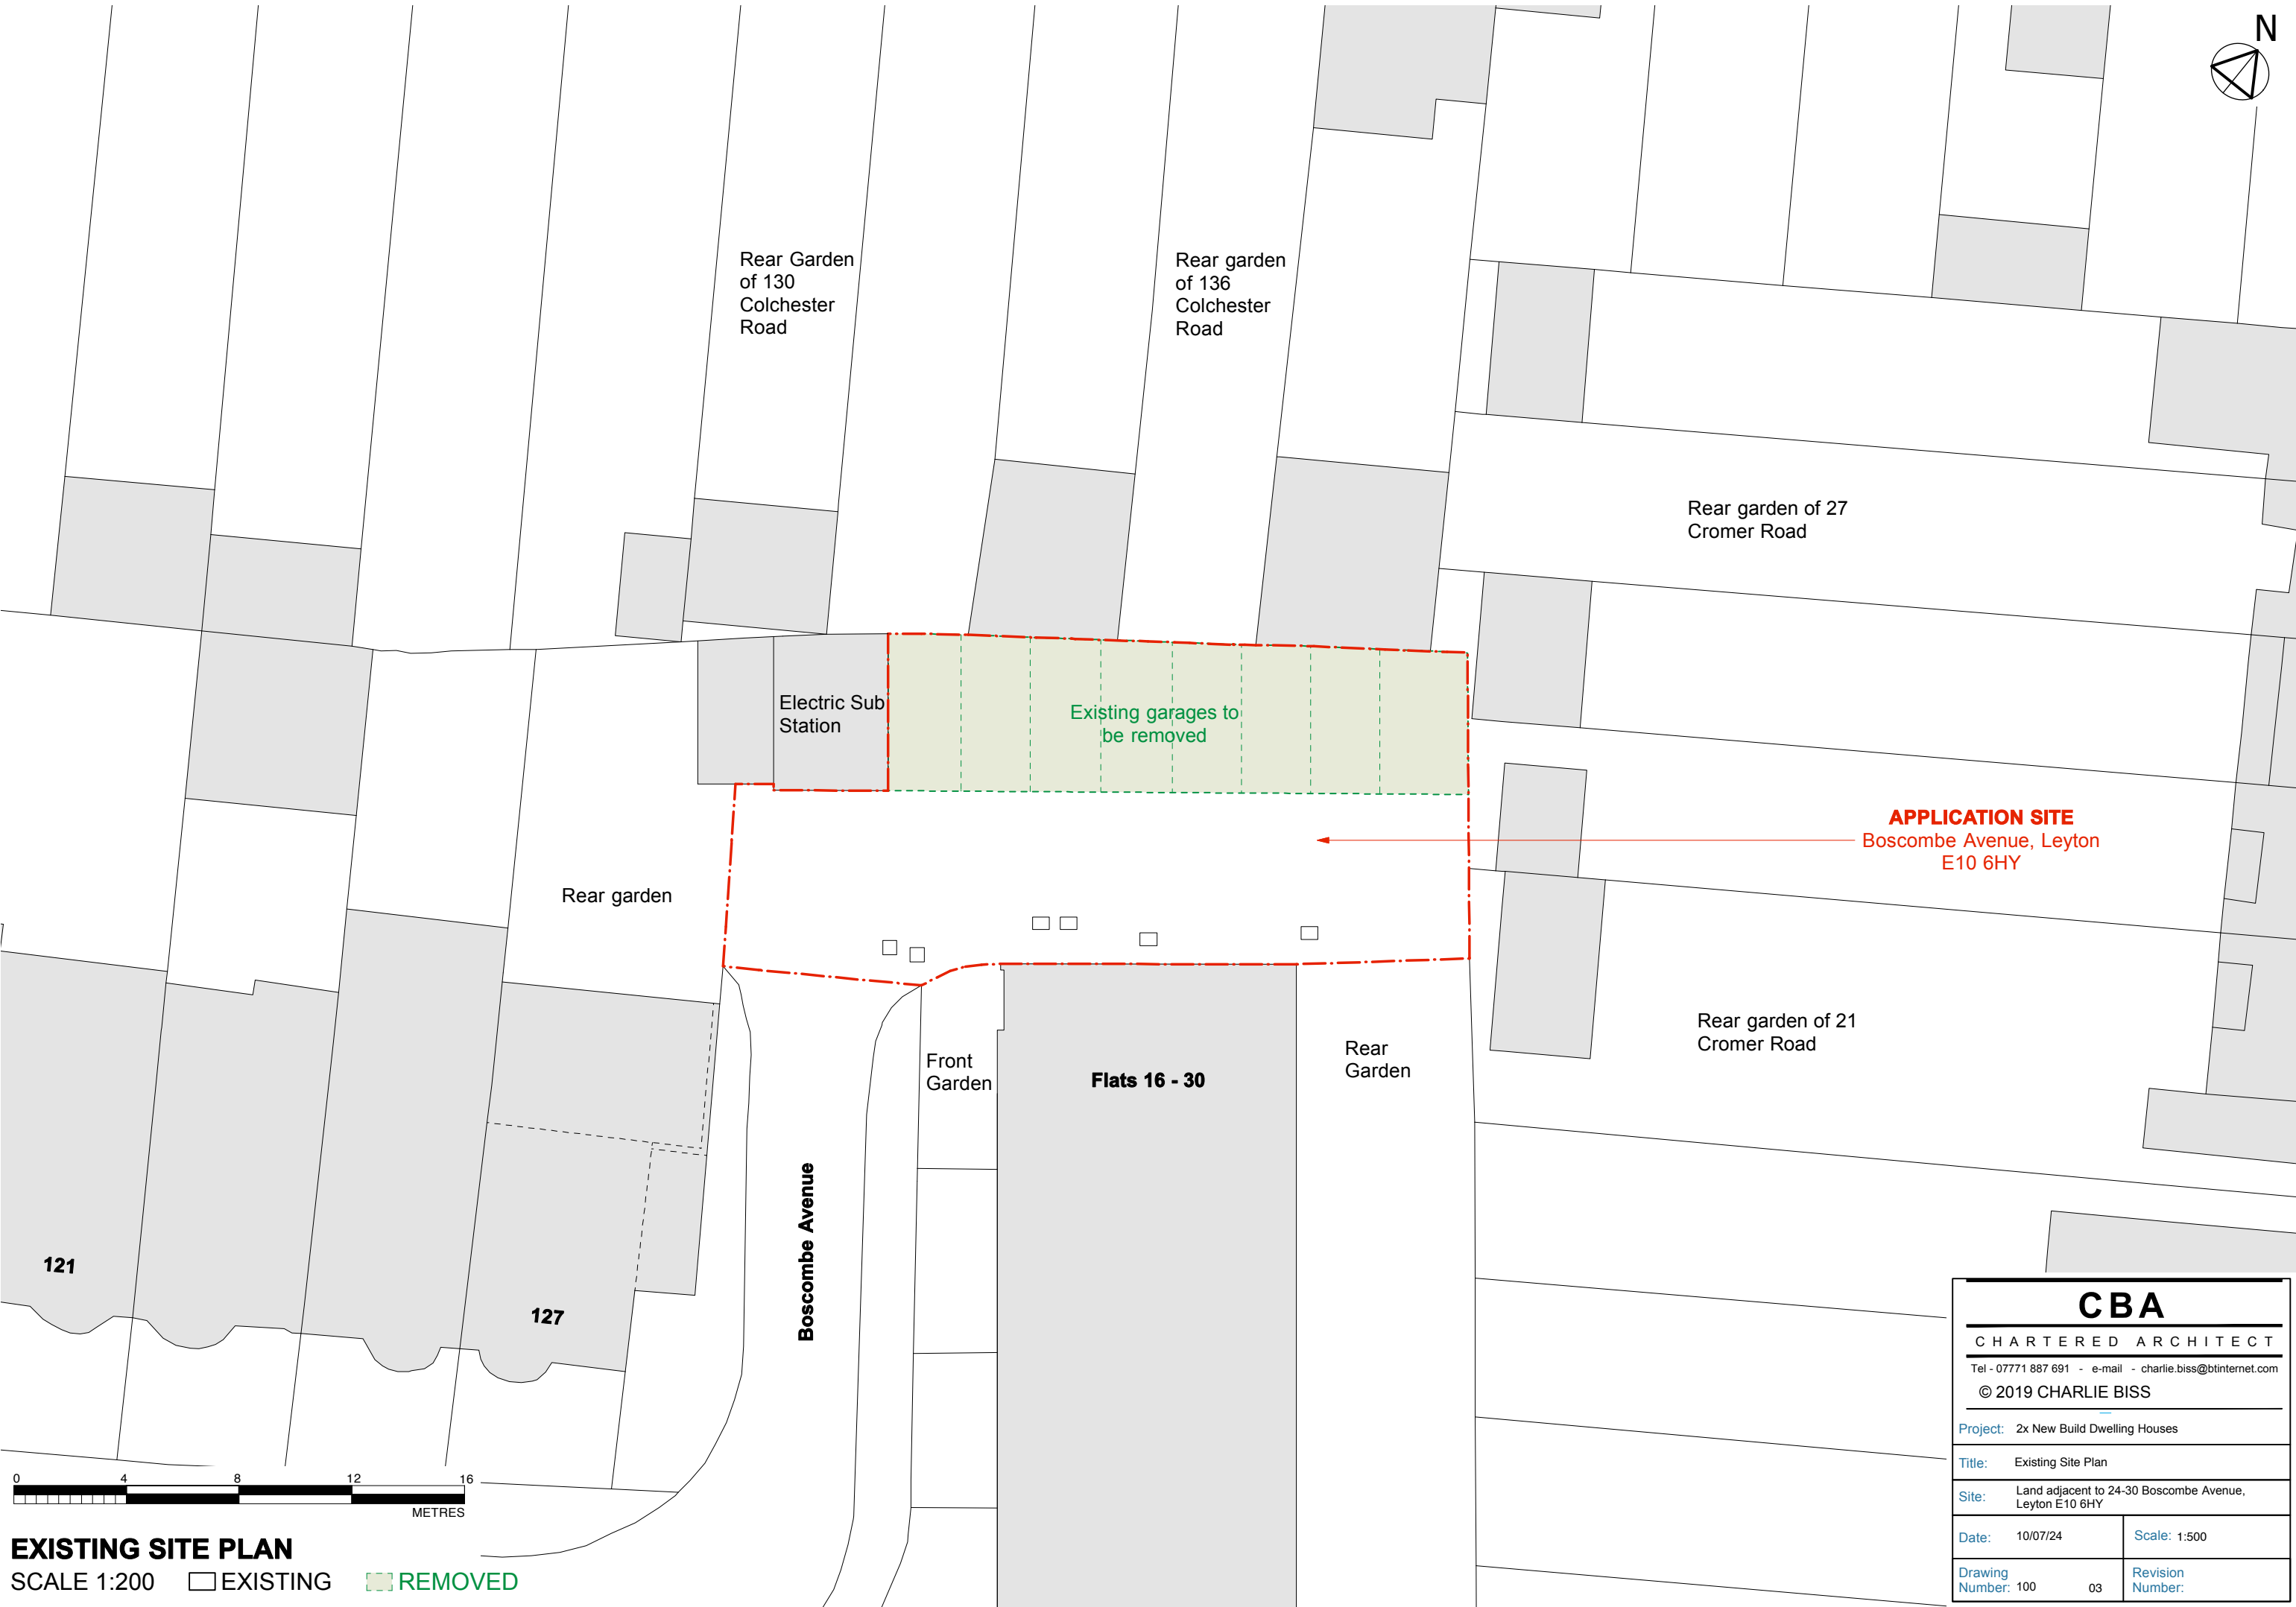 N
Rear Garden
of 130
Colchester
Road
Rear garden
of 136
Colchester
Road
Rear garden of 27
Cromer Road
Electric Sub
Station
Existing garages to
be removed
APPLICATION SITE
Boscombe Avenue, Leyton
E10 6HY
Rear garden
Rear garden of 21
Cromer Road
Front
Garden
Flats 16 - 30
Rear
Garden
Boscombe Avenue
121
127
0 4 8 12 16
METRES
EXISTING SITE PLAN
SCALE 1:200 EXISTING REMOVED
CBA
CHARTERED ARCHITECT
Tel - 07771 887 691 - e-mail - charlie.biss@btinternet.com
© 2019 CHARLIE BISS
Project: 2x New Build Dwelling Houses
Title: Existing Site Plan
Site: Land adjacent to 24-30 Boscombe Avenue,
Leyton E10 6HY
Date: 10/07/24 Scale: 1:500
Drawing
Number: 100 03
Revision
Number: